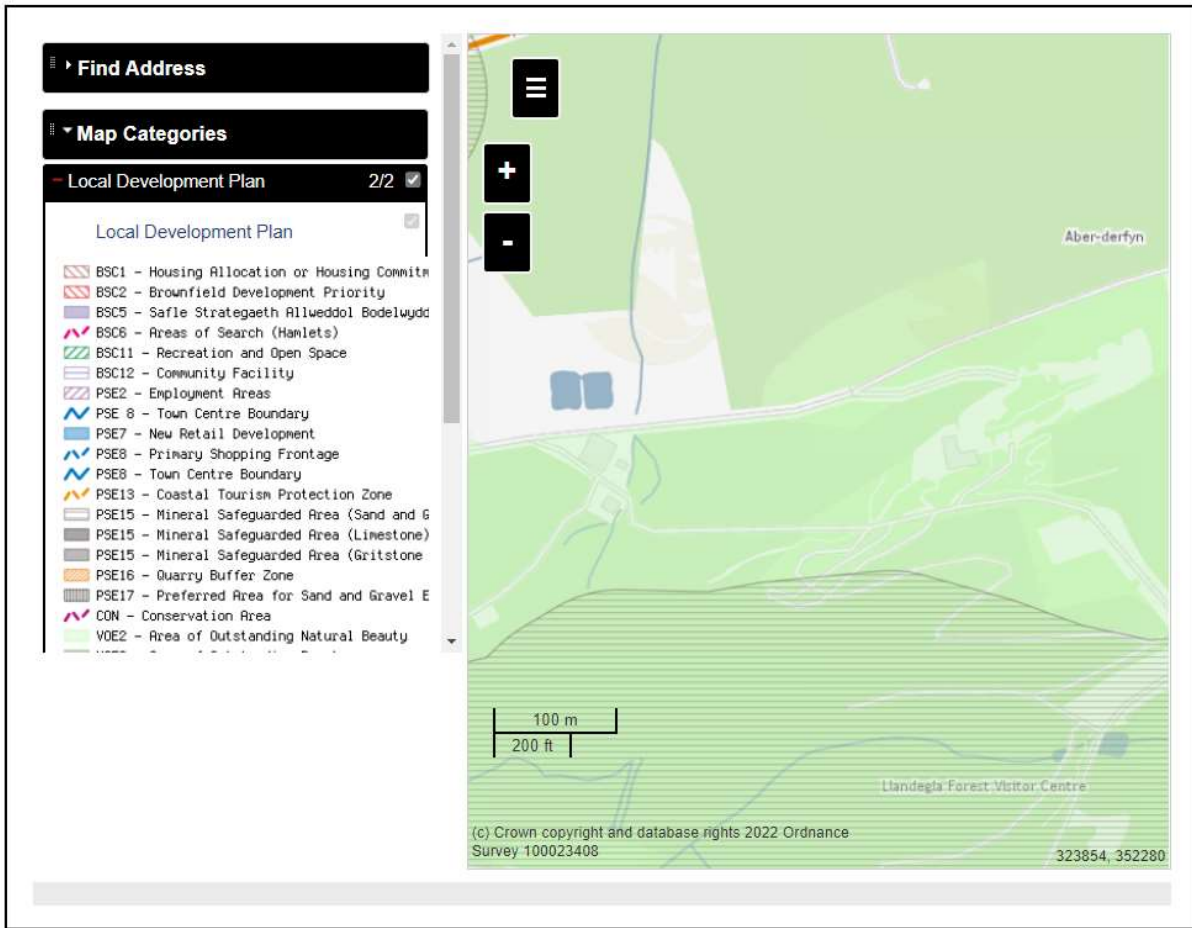 Find Address
Map Categories
Local Development Plan 2/2
Local Development Plan
BSC1 - Housing Allocation or Housing Commitm
BSC2 - Brownfield Development Priority
BSC5 - Safle Strategaeth Allweddol Bodelwydd
BSC6 - Areas of Search (Hamlets)
BSC11 - Recreation and Open Space
BSC12 - Community Facility
PSE2 - Employment Areas
PSE 8 - Town Centre Boundary
PSE7 - New Retail Development
PSE8 - Primary Shopping Frontage
PSE8 - Town Centre Boundary
PSE13 - Coastal Tourism Protection Zone
PSE15 - Mineral Safeguarded Area (Sand and G
PSE15 - Mineral Safeguarded Area (Limestone)
PSE15 - Mineral Safeguarded Area (Gritstone
PSE16 - Quarry Buffer Zone
PSE17 - Preferred Area for Sand and Gravel E
CON - Conservation Area
VOE2 - Area of Outstanding Natural Beauty
+
-
Aber-derfyn
100 m
200 ft
Llandegla Forest Visitor Centre
(c) Crown copyright and database rights 2022 Ordnance
Survey 100023408
323854, 352280